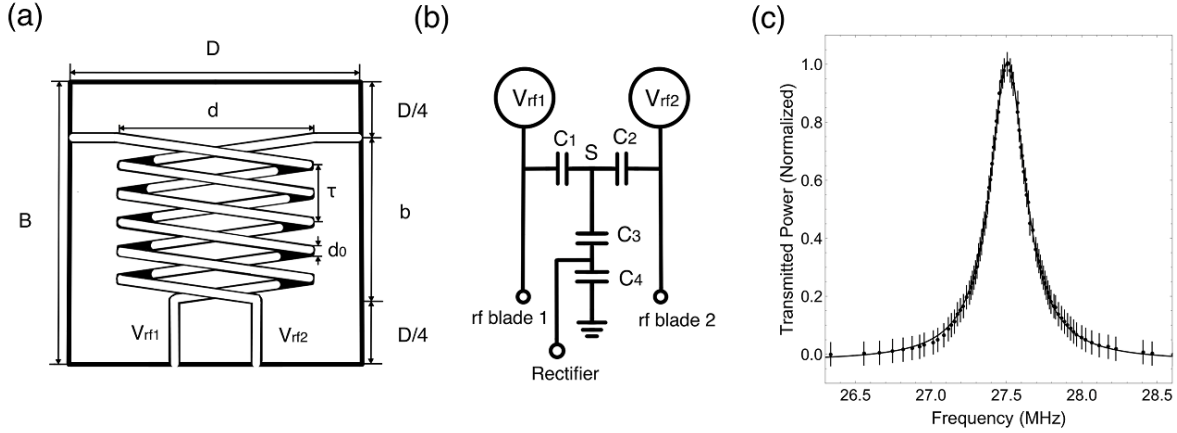 (a)
D
D/4
d
τ
B
b
d0
Vrf1
Vrf2
D/4
(b)
Vrf1
Vrf2
C1
S
C2
C3
C4
rf blade 1
rf blade 2
Rectifier
(c)
Transmitted Power (Normalized)
1.0
0.8
0.6
0.4
0.2
0.0
26.5 27.0 27.5 28.0 28.5
Frequency (MHz)